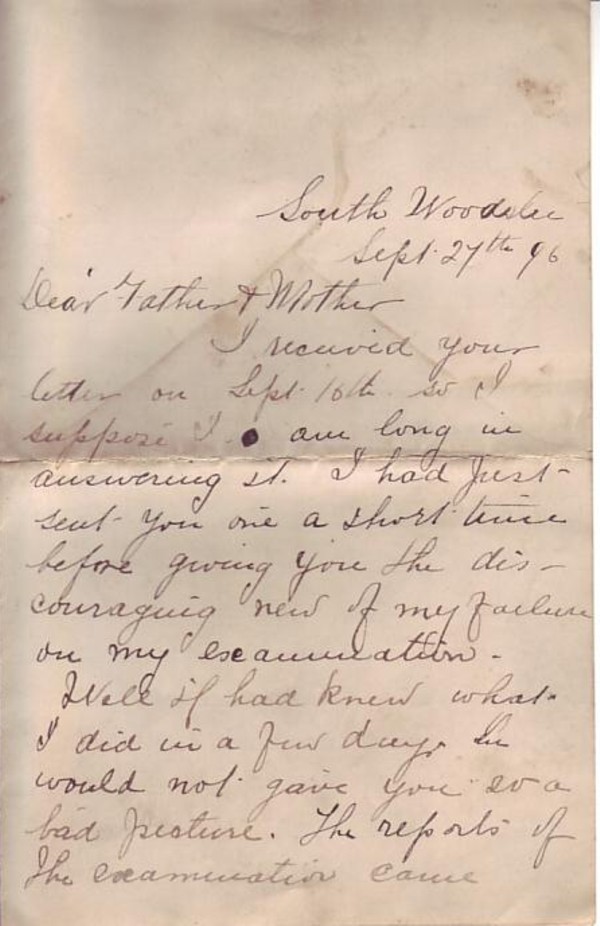 South Woodslee
Sept. 27th 96
Dear Father & Mother
I received your
letter on Sept. 16th so I
suppose I am long in
answering it. I had just
sent you one a short time
before giving you the dis-
couraging new of my failure
on my examination.
Well if had knew what
I did in a few days
would not gave you so a
bad picture. The reports of
the examination came